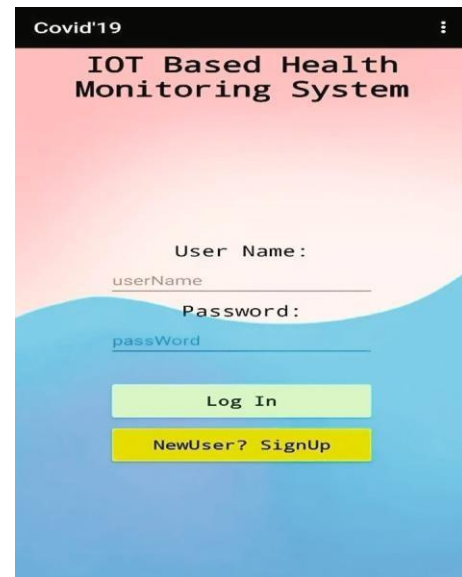 Covid'19
IOT Based Health
Monitoring System
User Name:
userName
Password:
passWord
Log In
NewUser? SignUp